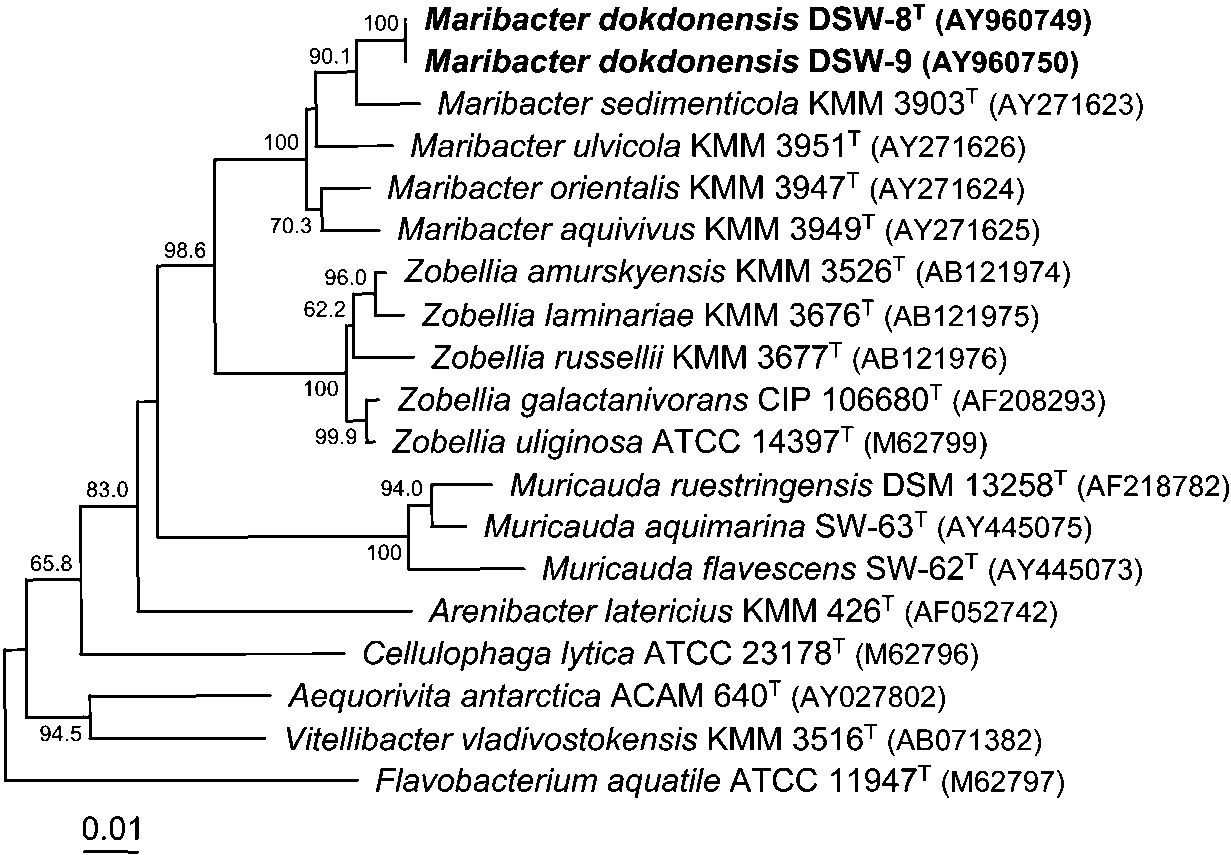 100
Maribacter dokdonensis DSW-8ᵀ (AY960749)
90.1
Maribacter dokdonensis DSW-9 (AY960750)
Maribacter sedimenticola KMM 3903ᵀ (AY271623)
100
Maribacter ulvicola KMM 3951ᵀ (AY271626)
Maribacter orientalis KMM 3947ᵀ (AY271624)
70.3
Maribacter aquivivus KMM 3949ᵀ (AY271625)
98.6
96.0
Zobellia amurskyensis KMM 3526ᵀ (AB121974)
62.2
Zobellia laminariae KMM 3676ᵀ (AB121975)
Zobellia russellii KMM 3677ᵀ (AB121976)
100
Zobellia galactanivorans CIP 106680ᵀ (AF208293)
99.9
Zobellia uliginosa ATCC 14397ᵀ (M62799)
83.0
94.0
Muricauda ruestringensis DSM 13258ᵀ (AF218782)
Muricauda aquimarina SW-63ᵀ (AY445075)
100
65.8
Muricauda flavescens SW-62ᵀ (AY445073)
Arenibacter latericius KMM 426ᵀ (AF052742)
Cellulophaga lytica ATCC 23178ᵀ (M62796)
Aequorivita antarctica ACAM 640ᵀ (AY027802)
94.5
Vitellibacter vladivostokensis KMM 3516ᵀ (AB071382)
Flavobacterium aquatile ATCC 11947ᵀ (M62797)
0.01